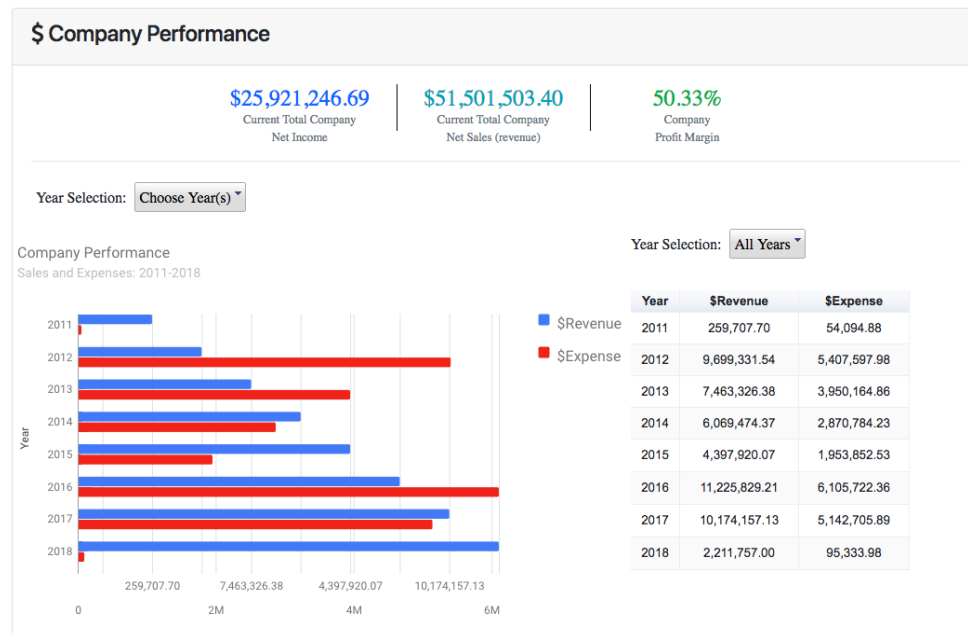 $ Company Performance
$25,921,246.69
Current Total Company
Net Income
$51,501,503.40
Current Total Company
Net Sales (revenue)
50.33%
Company
Profit Margin
Year Selection: Choose Year(s)
Company Performance
Sales and Expenses: 2011-2018
Year
2011
2012
2013
2014
2015
2016
2017
2018
259,707.70 7,463,326.38 4,397,920.07 10,174,157.13
0 2M 4M 6M
$Revenue
$Expense
Year Selection: All Years
Year $Revenue $Expense
2011 259,707.70 54,094.88
2012 9,699,331.54 5,407,597.98
2013 7,463,326.38 3,950,164.86
2014 6,069,474.37 2,870,784.23
2015 4,397,920.07 1,953,852.53
2016 11,225,829.21 6,105,722.36
2017 10,174,157.13 5,142,705.89
2018 2,211,757.00 95,333.98